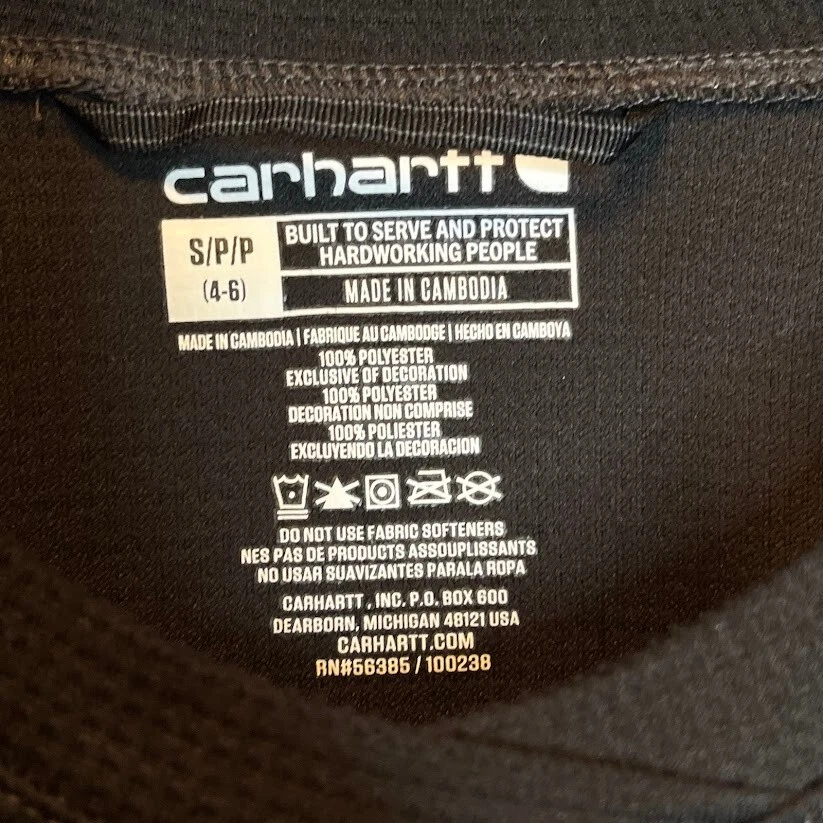 carhartt
S/P/P
(4-6)
BUILT TO SERVE AND PROTECT
HARDWORKING PEOPLE
MADE IN CAMBODIA
MADE IN CAMBODIA | FABRIQUE AU CAMBODGE | HECHO EN CAMBOYA
100% POLYESTER
EXCLUSIVE OF DECORATION
100% POLYESTER
DECORATION NON COMPRISE
100% POLIESTER
EXCLUYENDO LA DECORACION
DO NOT USE FABRIC SOFTENERS
NES PAS DE PRODUCTS ASSOUPLISSANTS
NO USAR SUAVIZANTES PARALA ROPA
CARHARTT , INC. P.O. BOX 600
DEARBORN, MICHIGAN 48121 USA
CARHARTT.COM
RN#56385 / 100238